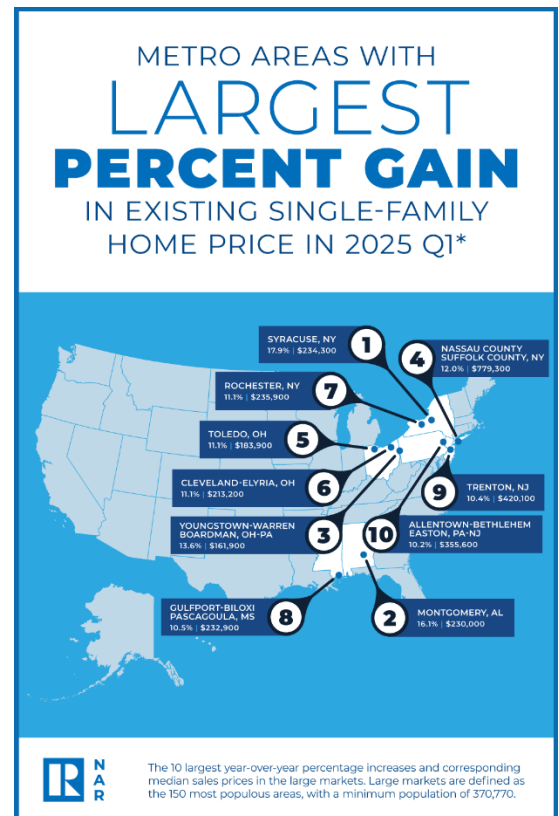 METRO AREAS WITH
LARGEST
PERCENT GAIN
IN EXISTING SINGLE-FAMILY
HOME PRICE IN 2025 Q1*
SYRACUSE, NY
17.9% | $234,300
1
4
NASSAU COUNTY
SUFFOLK COUNTY, NY
12.0% | $779,300
ROCHESTER, NY
11.1% | $235,900
7
TOLEDO, OH
11.1% | $183,900
5
CLEVELAND-ELYRIA, OH
11.1% | $213,200
6
9
TRENTON, NJ
10.4% | $420,100
YOUNGSTOWN-WARREN
BOARDMAN, OH-PA
13.6% | $161,900
3
10
ALLENTOWN-BETHLEHEM
EASTON, PA-NJ
10.2% | $355,600
GULFPORT-BILOXI
PASCAGOULA, MS
10.5% | $232,900
8
2
MONTGOMERY, AL
16.1% | $230,000
R
NAR
The 10 largest year-over-year percentage increases and corresponding
median sales prices in the large markets. Large markets are defined as
the 150 most populous areas, with a minimum population of 370,770.